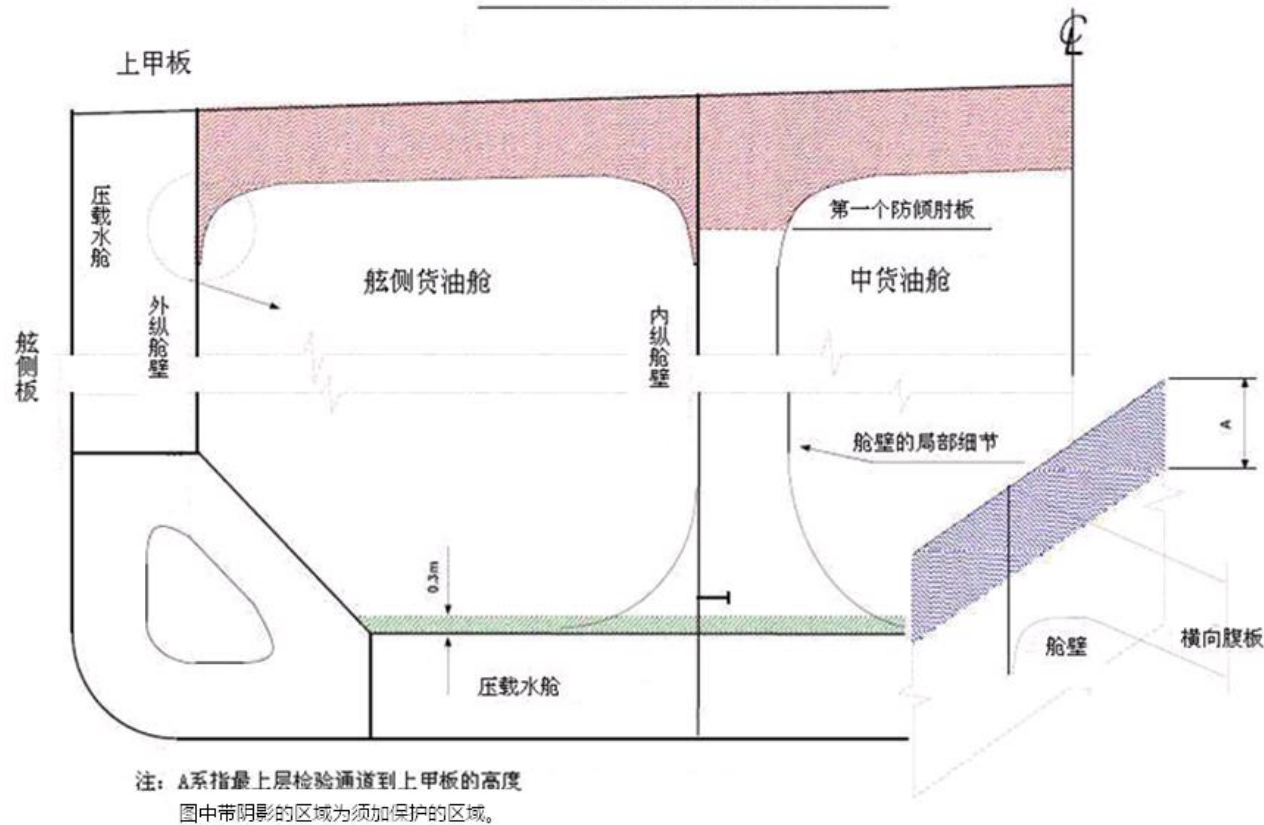 ℄
上甲板
压载水舱
第一个防倾肘板
舷侧货油舱
中货油舱
外纵舱壁
内纵舱壁
舷侧板
A
舱壁的局部细节
0.3m
压载水舱
舱壁
横向腹板
注：A系指最上层检验通道到上甲板的高度
图中带阴影的区域为须加保护的区域。